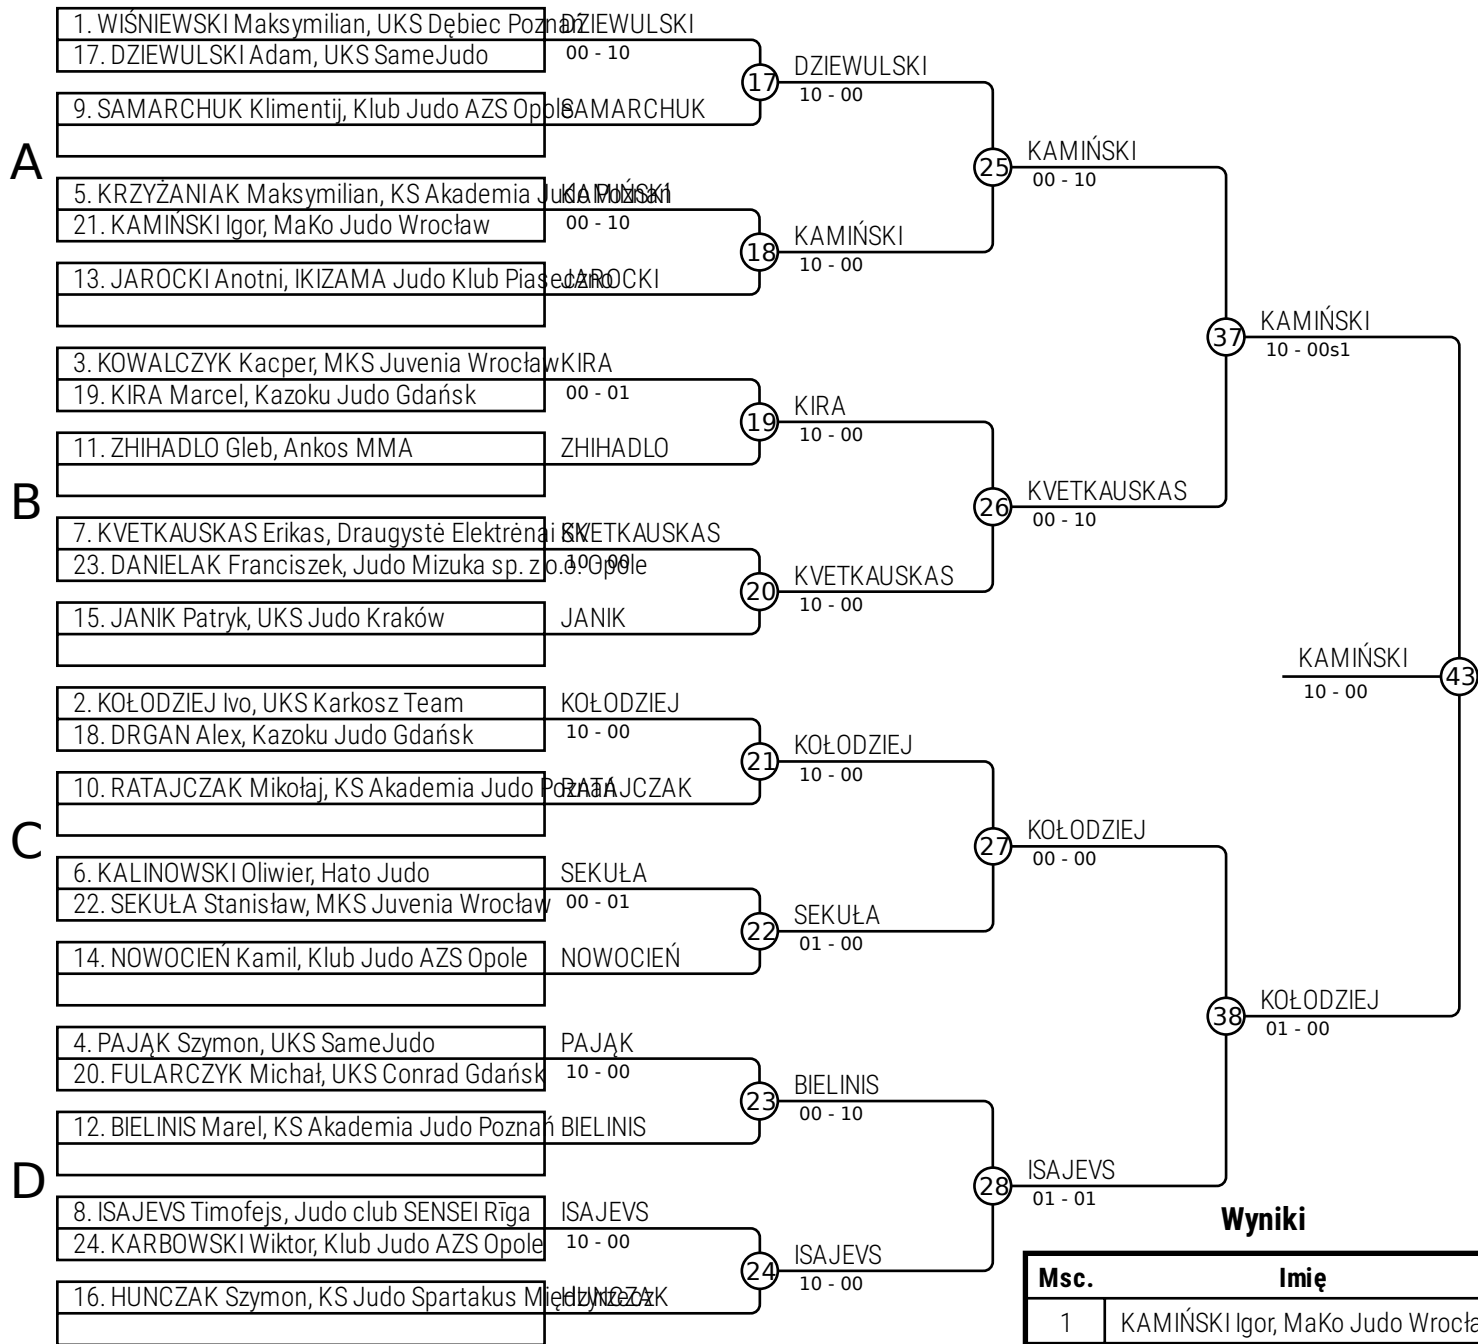 1. WIŚNIEWSKI Maksymilian, UKS Dębiec Poznań
DZIEWULSKI
17. DZIEWULSKI Adam, UKS SameJudo
00 - 10
17
DZIEWULSKI
10 - 00
9. SAMARCHUK Klimentij, Klub Judo AZS Opole
SAMARCHUK
A
25
KAMIŃSKI
00 - 10
5. KRZYŻANIAK Maksymilian, KS Akademia Judo Poznań
KAMIŃSKI
21. KAMIŃSKI Igor, MaKo Judo Wrocław
00 - 10
18
KAMIŃSKI
10 - 00
13. JAROCKI Anotni, IKIZAMA Judo Klub Piaseczno
JAROCKI
37
KAMIŃSKI
10 - 00s1
3. KOWALCZYK Kacper, MKS Juvenia Wrocław
KIRA
19. KIRA Marcel, Kazoku Judo Gdańsk
00 - 01
19
KIRA
10 - 00
11. ZHIHADLO Gleb, Ankos MMA
ZHIHADLO
B
26
KVETKAUSKAS
00 - 10
7. KVETKAUSKAS Erikas, Draugystė Elektrėnai SK
KVETKAUSKAS
23. DANIELAK Franciszek, Judo Mizuka sp. z o.o. Opole
10 - 00
20
KVETKAUSKAS
10 - 00
15. JANIK Patryk, UKS Judo Kraków
JANIK
KAMIŃSKI
10 - 00
43
2. KOŁODZIEJ Ivo, UKS Karkosz Team
KOŁODZIEJ
18. DRGAN Alex, Kazoku Judo Gdańsk
10 - 00
21
KOŁODZIEJ
10 - 00
10. RATAJCZAK Mikołaj, KS Akademia Judo Poznań
RATAJCZAK
C
27
KOŁODZIEJ
00 - 00
6. KALINOWSKI Oliwier, Hato Judo
SEKUŁA
22. SEKUŁA Stanisław, MKS Juvenia Wrocław
00 - 01
22
SEKUŁA
01 - 00
14. NOWOCIEŃ Kamil, Klub Judo AZS Opole
NOWOCIEŃ
38
KOŁODZIEJ
01 - 00
4. PAJĄK Szymon, UKS SameJudo
PAJĄK
20. FULARCZYK Michał, UKS Conrad Gdańsk
10 - 00
23
BIELINIS
00 - 10
12. BIELINIS Marel, KS Akademia Judo Poznań
BIELINIS
D
28
ISAJEVS
01 - 01
8. ISAJEVS Timofejs, Judo club SENSEI Rīga
ISAJEVS
24. KARBOWSKI Wiktor, Klub Judo AZS Opole
10 - 00
24
ISAJEVS
10 - 00
16. HUNCZAK Szymon, KS Judo Spartakus Międzyrzecz
HUNCZAK
Wyniki
Msc. Imię
1 KAMIŃSKI Igor, MaKo Judo Wrocła